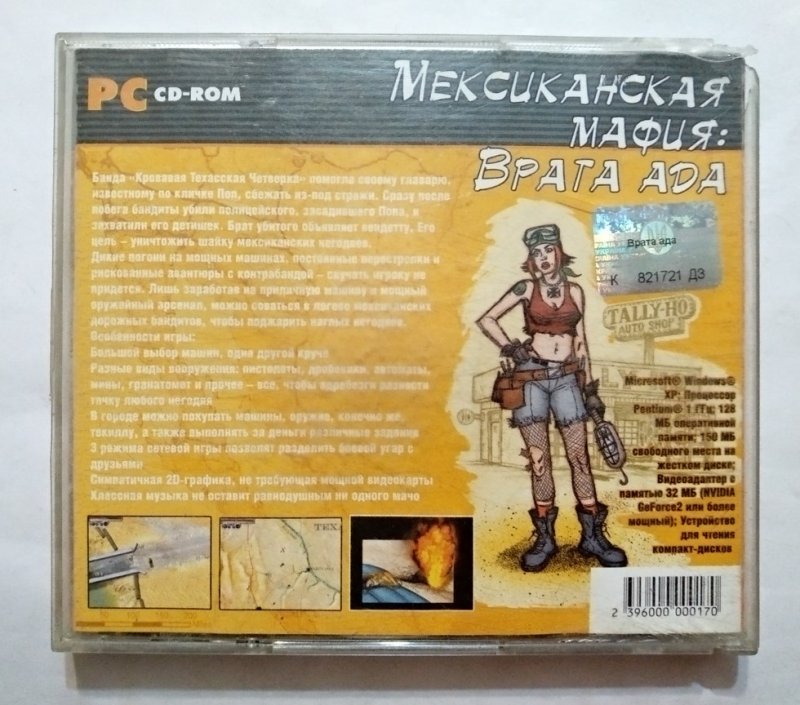 PC CD-ROM
МЕКСИКАНСКАЯ
МАФИЯ:
ВРАТА АДА
Банда «Кровавая Техасская Четверка» помогла своему главарю,
известному по кличке Поп, сбежать из-под стражи. Сразу после
побега бандиты убили полицейского, засадившего Попа, и
захватили его детишек. Брат убитого объявляет вендетту. Его
цель – уничтожить шайку мексиканских негодяев.
Дикие погони на мощных машинах, постоянные перестрелки и
рискованные авантюры с контрабандой – скучать игроку не
придется. Лишь заработав на приличную машину и мощный
оружейный арсенал, можно соваться в логово мексиканских
дорожных бандитов, чтобы поджарить наглых негодяев.
Особенности игры:
Большой выбор машин, одна другой круче
Разные виды вооружения: пистолеты, дробовики, автоматы,
мины, гранатомет и прочее – все, чтобы вдребезги разнести
тачку любого негодяя
В городе можно покупать машины, оружие, конечно же,
текиллу, а также выполнять за деньги различные задания
3 режима сетевой игры позволят разделить боевой угар с
друзьями
Симпатичная 2D-графика, не требующая мощной видеокарты
Классная музыка не оставит равнодушным ни одного мачо
Врата ада
К 821721 ДЗ
TALLY-HO
AUTO SHOP
Microsoft® Windows®
XP; Процессор
Pentium® 1 ГГц; 128
МБ оперативной
памяти; 150 МБ
свободного места на
жестком диске;
Видеоадаптер с
памятью 32 МБ (NVIDIA
GeForce2 или более
мощный); Устройство
для чтения
компакт-дисков
TEX
2 396000 000170